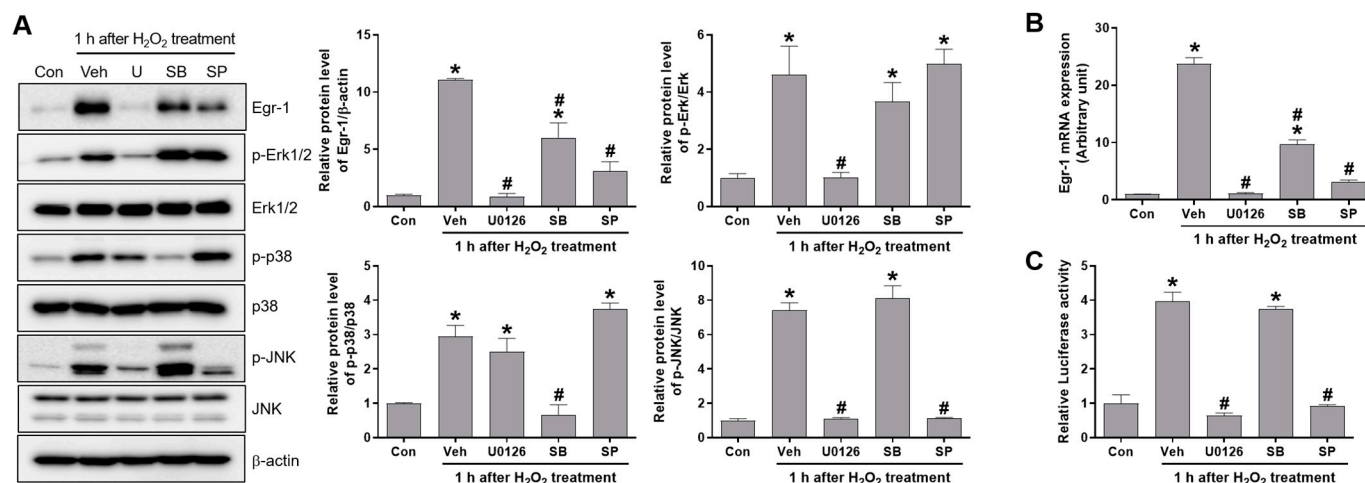 A
1 h after H₂O₂ treatment
Con Veh U SB SP
Egr-1
p-Erk1/2
Erk1/2
p-p38
p38
p-JNK
JNK
β-actin
Relative protein level
of Egr-1/β-actin
15
10
5
0
*
#
#
*
#
Con Veh U0126 SB SP
1 h after H₂O₂ treatment
Relative protein level
of p-Erk/Erk
6
4
2
0
*
#
*
*
Con Veh U0126 SB SP
1 h after H₂O₂ treatment
Relative protein level
of p-p38/p38
5
4
3
2
1
0
*
*
#
*
Con Veh U0126 SB SP
1 h after H₂O₂ treatment
Relative protein level
of p-JNK/JNK
10
8
6
4
2
0
*
#
*
#
Con Veh U0126 SB SP
1 h after H₂O₂ treatment
B
Egr-1 mRNA expression
(Arbitrary unit)
30
20
10
0
*
#
#
*
#
Con Veh U0126 SB SP
1 h after H₂O₂ treatment
C
Relative Luciferase activity
5
4
3
2
1
0
*
#
*
#
Con Veh U0126 SB SP
1 h after H₂O₂ treatment